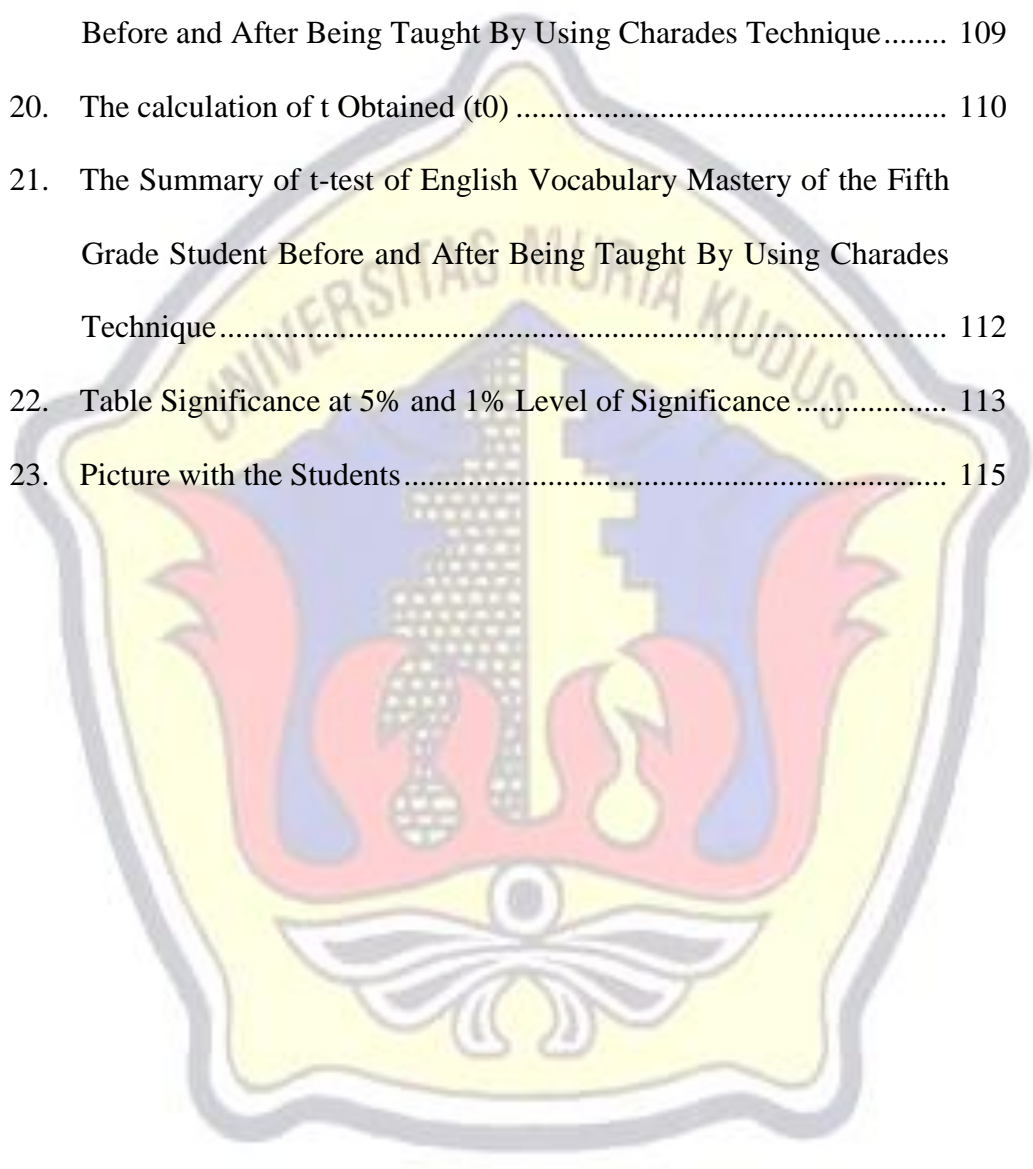 Before and After Being Taught By Using Charades Technique........ 109
20. The calculation of t Obtained (t0) ...................................................... 110
21. The Summary of t-test of English Vocabulary Mastery of the Fifth
Grade Student Before and After Being Taught By Using Charades
Technique........................................................................................... 112
22. Table Significance at 5% and 1% Level of Significance ................... 113
23. Picture with the Students.................................................................... 115
UNIVERSITAS MURIA KUDUS